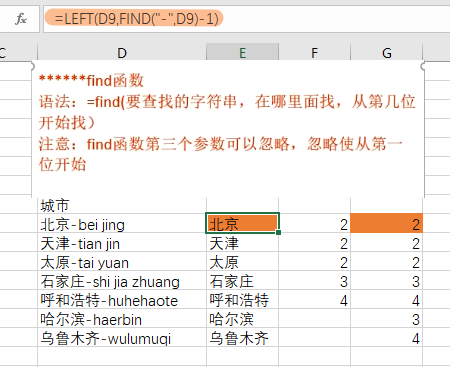 fx =LEFT(D9,FIND("-",D9)-1)
C D E F G
******find函数
语法：=find(要查找的字符串，在哪里面找，从第几位
开始找）
注意：find函数第三个参数可以忽略，忽略使从第一
位开始
城市
北京-bei jing 北京 2 2
天津-tian jin 天津 2 2
太原-tai yuan 太原 2 2
石家庄-shi jia zhuang 石家庄 3 3
呼和浩特-huhehaote 呼和浩特 4 4
哈尔滨-haerbin 哈尔滨 3
乌鲁木齐-wulumuqi 乌鲁木齐 4